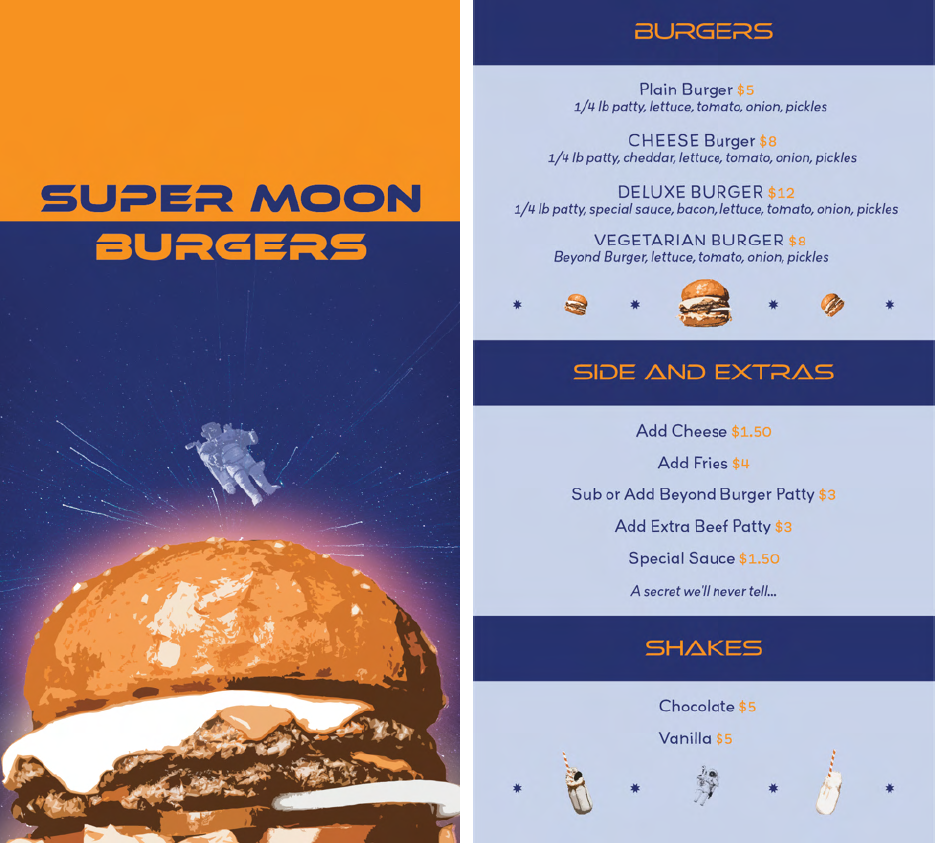 SUPER MOON
BURGERS
BURGERS
Plain Burger $5
1/4 lb patty, lettuce, tomato, onion, pickles
CHEESE Burger $8
1/4 lb patty, cheddar, lettuce, tomato, onion, pickles
DELUXE BURGER $12
1/4 lb patty, special sauce, bacon, lettuce, tomato, onion, pickles
VEGETARIAN BURGER $8
Beyond Burger, lettuce, tomato, onion, pickles
SIDE AND EXTRAS
Add Cheese $1.50
Add Fries $4
Sub or Add Beyond Burger Patty $3
Add Extra Beef Patty $3
Special Sauce $1.50
A secret we'll never tell...
SHAKES
Chocolate $5
Vanilla $5